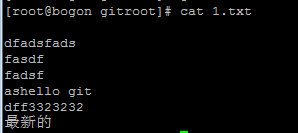 [root@bogon gitroot]# cat 1.txt
dfadsfads
fasdf
fadsf
ashello git
dff3323232
最新的